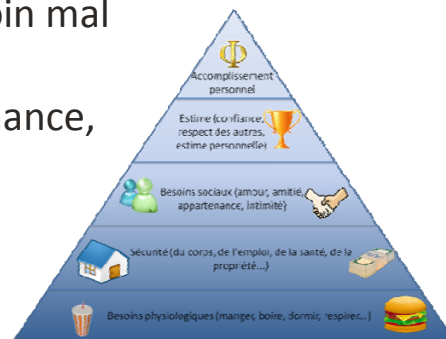 oin mal
ance,
Φ
Accomplissement
personnel
Estime (confiance,
respect des autres,
estime personnelle)
Besoins sociaux (amour, amitié,
appartenance, intimité)
Sécurité (du corps, de l'emploi, de la santé, de la
propriété...)
Besoins physiologiques (manger, boire, dormir, respirer...)